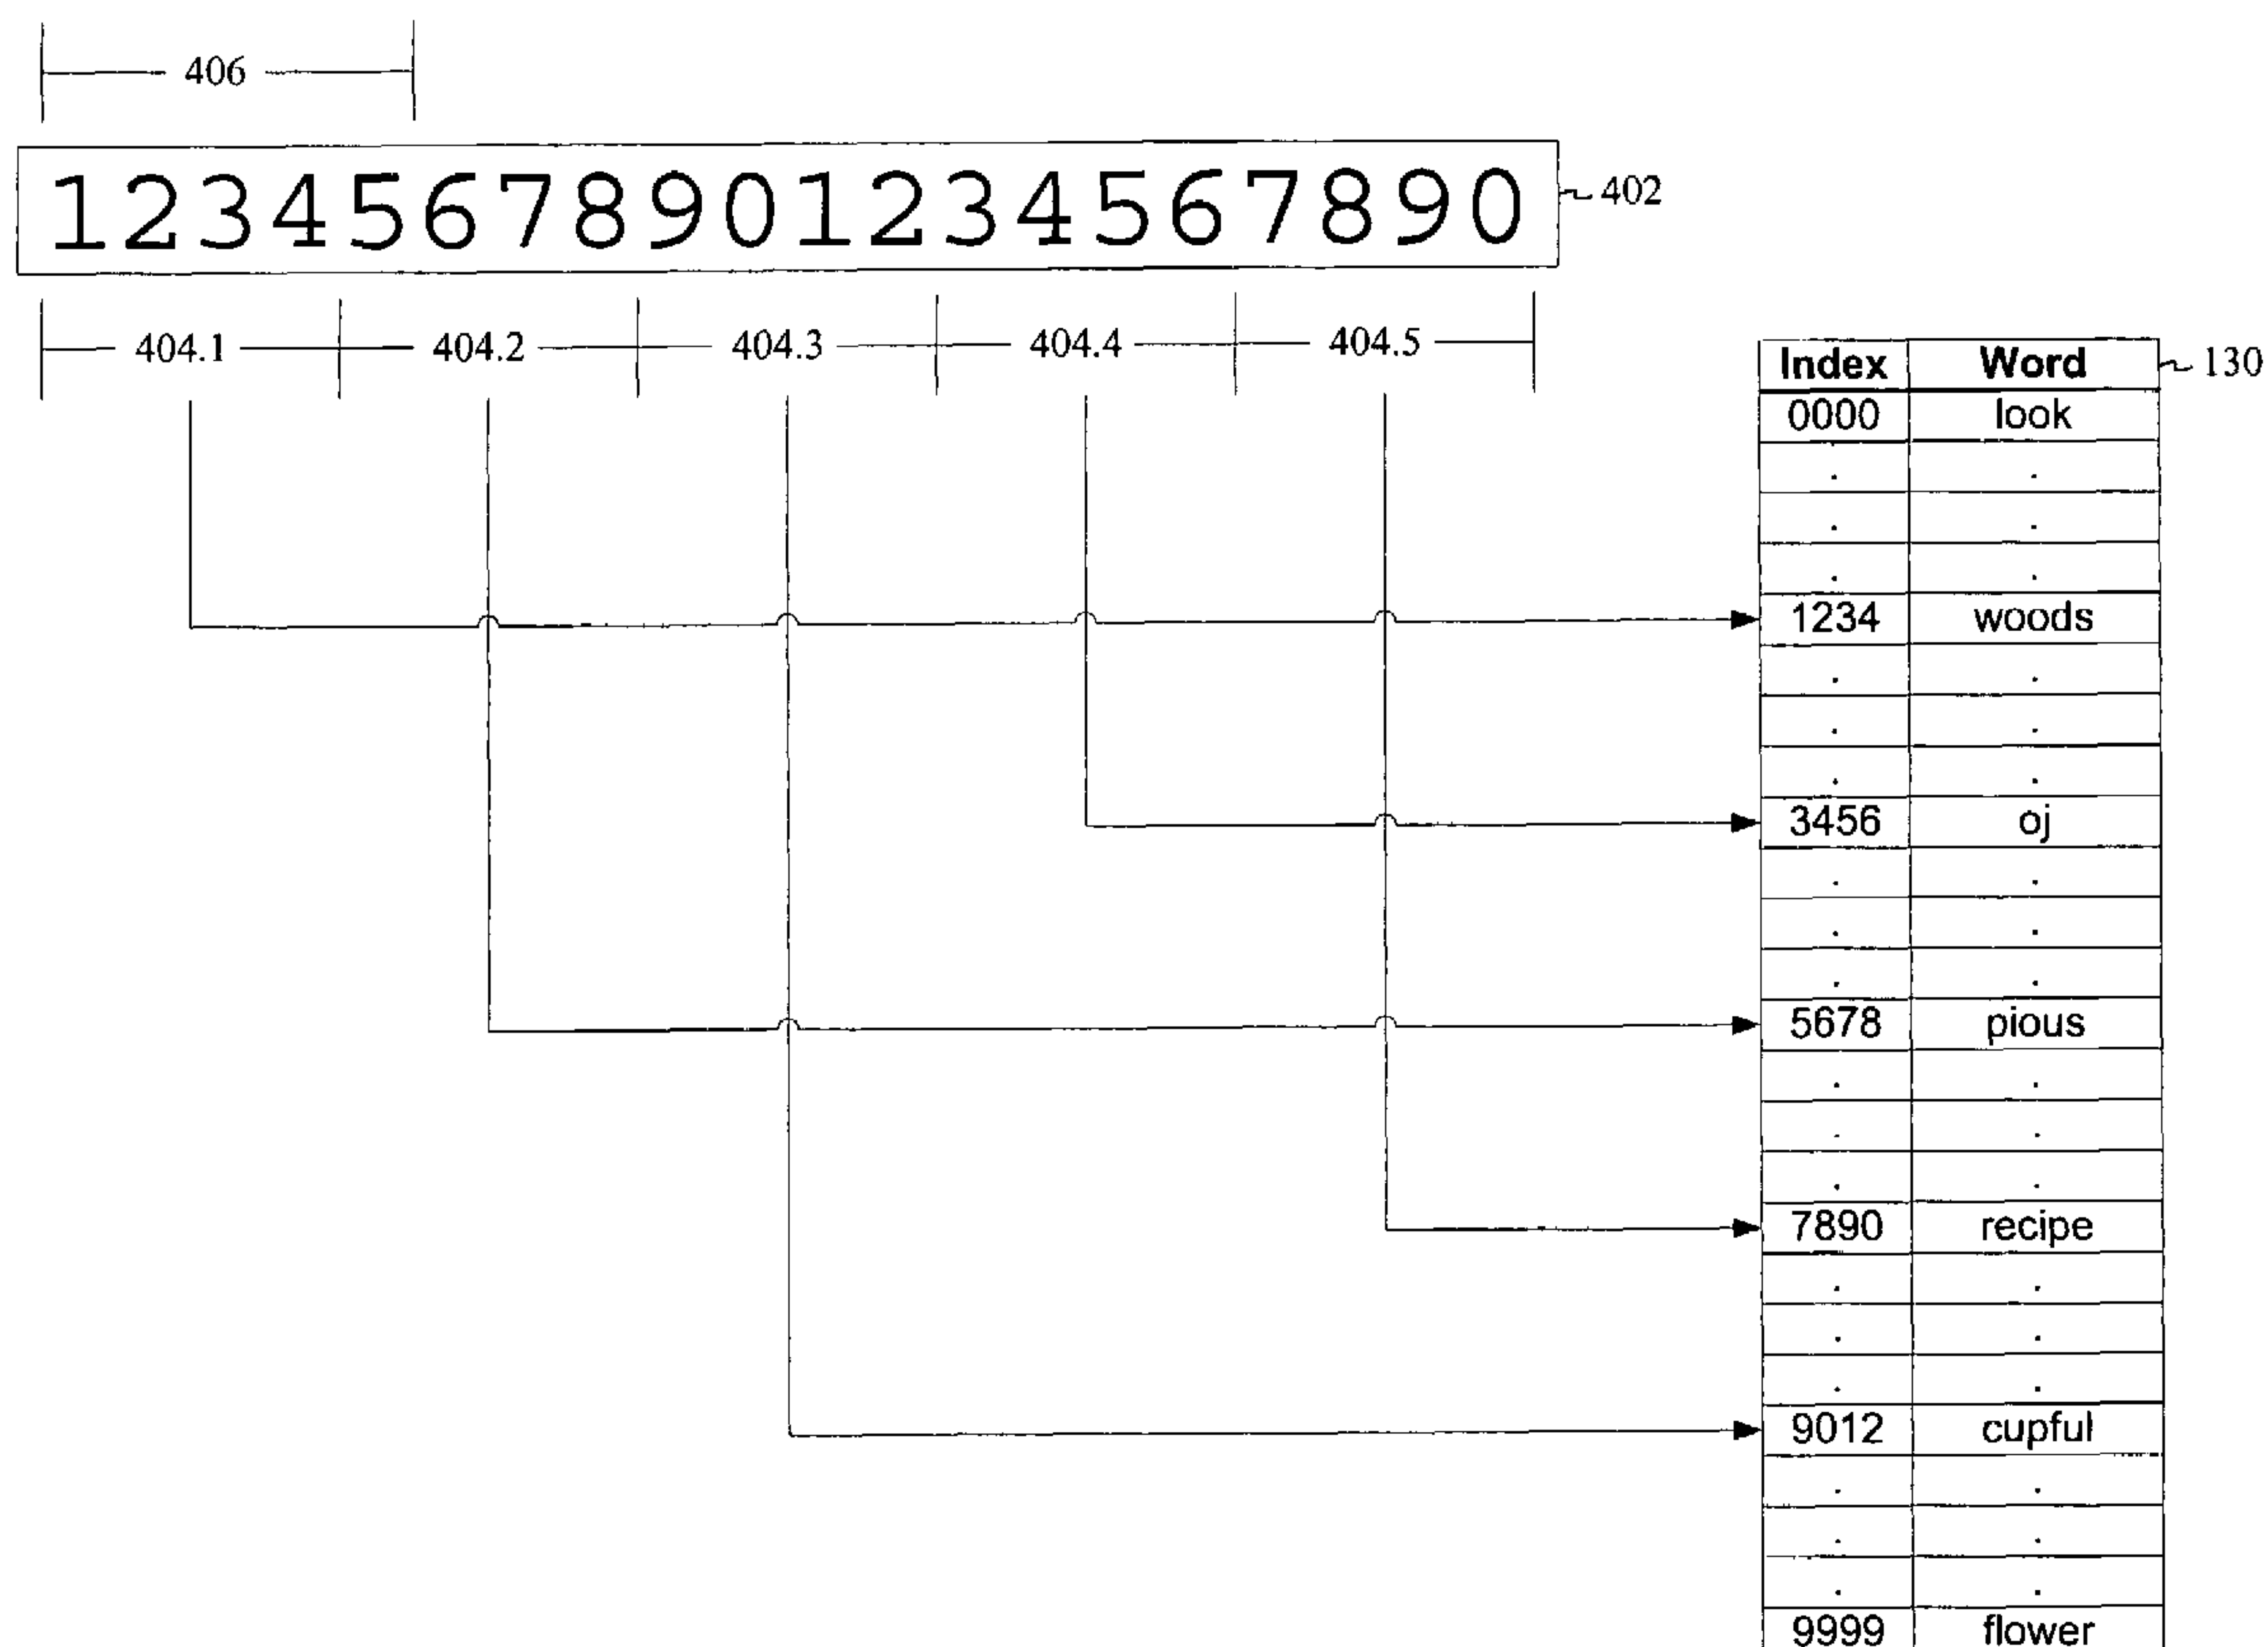 406
12345678901234567890
402
404.1 404.2 404.3 404.4 404.5
Index Word
130
0000 look
. .
. .
. .
1234 woods
. .
. .
. .
3456 oj
. .
. .
. .
5678 pious
. .
. .
. .
7890 recipe
. .
. .
. .
9012 cupful
. .
. .
. .
9999 flower